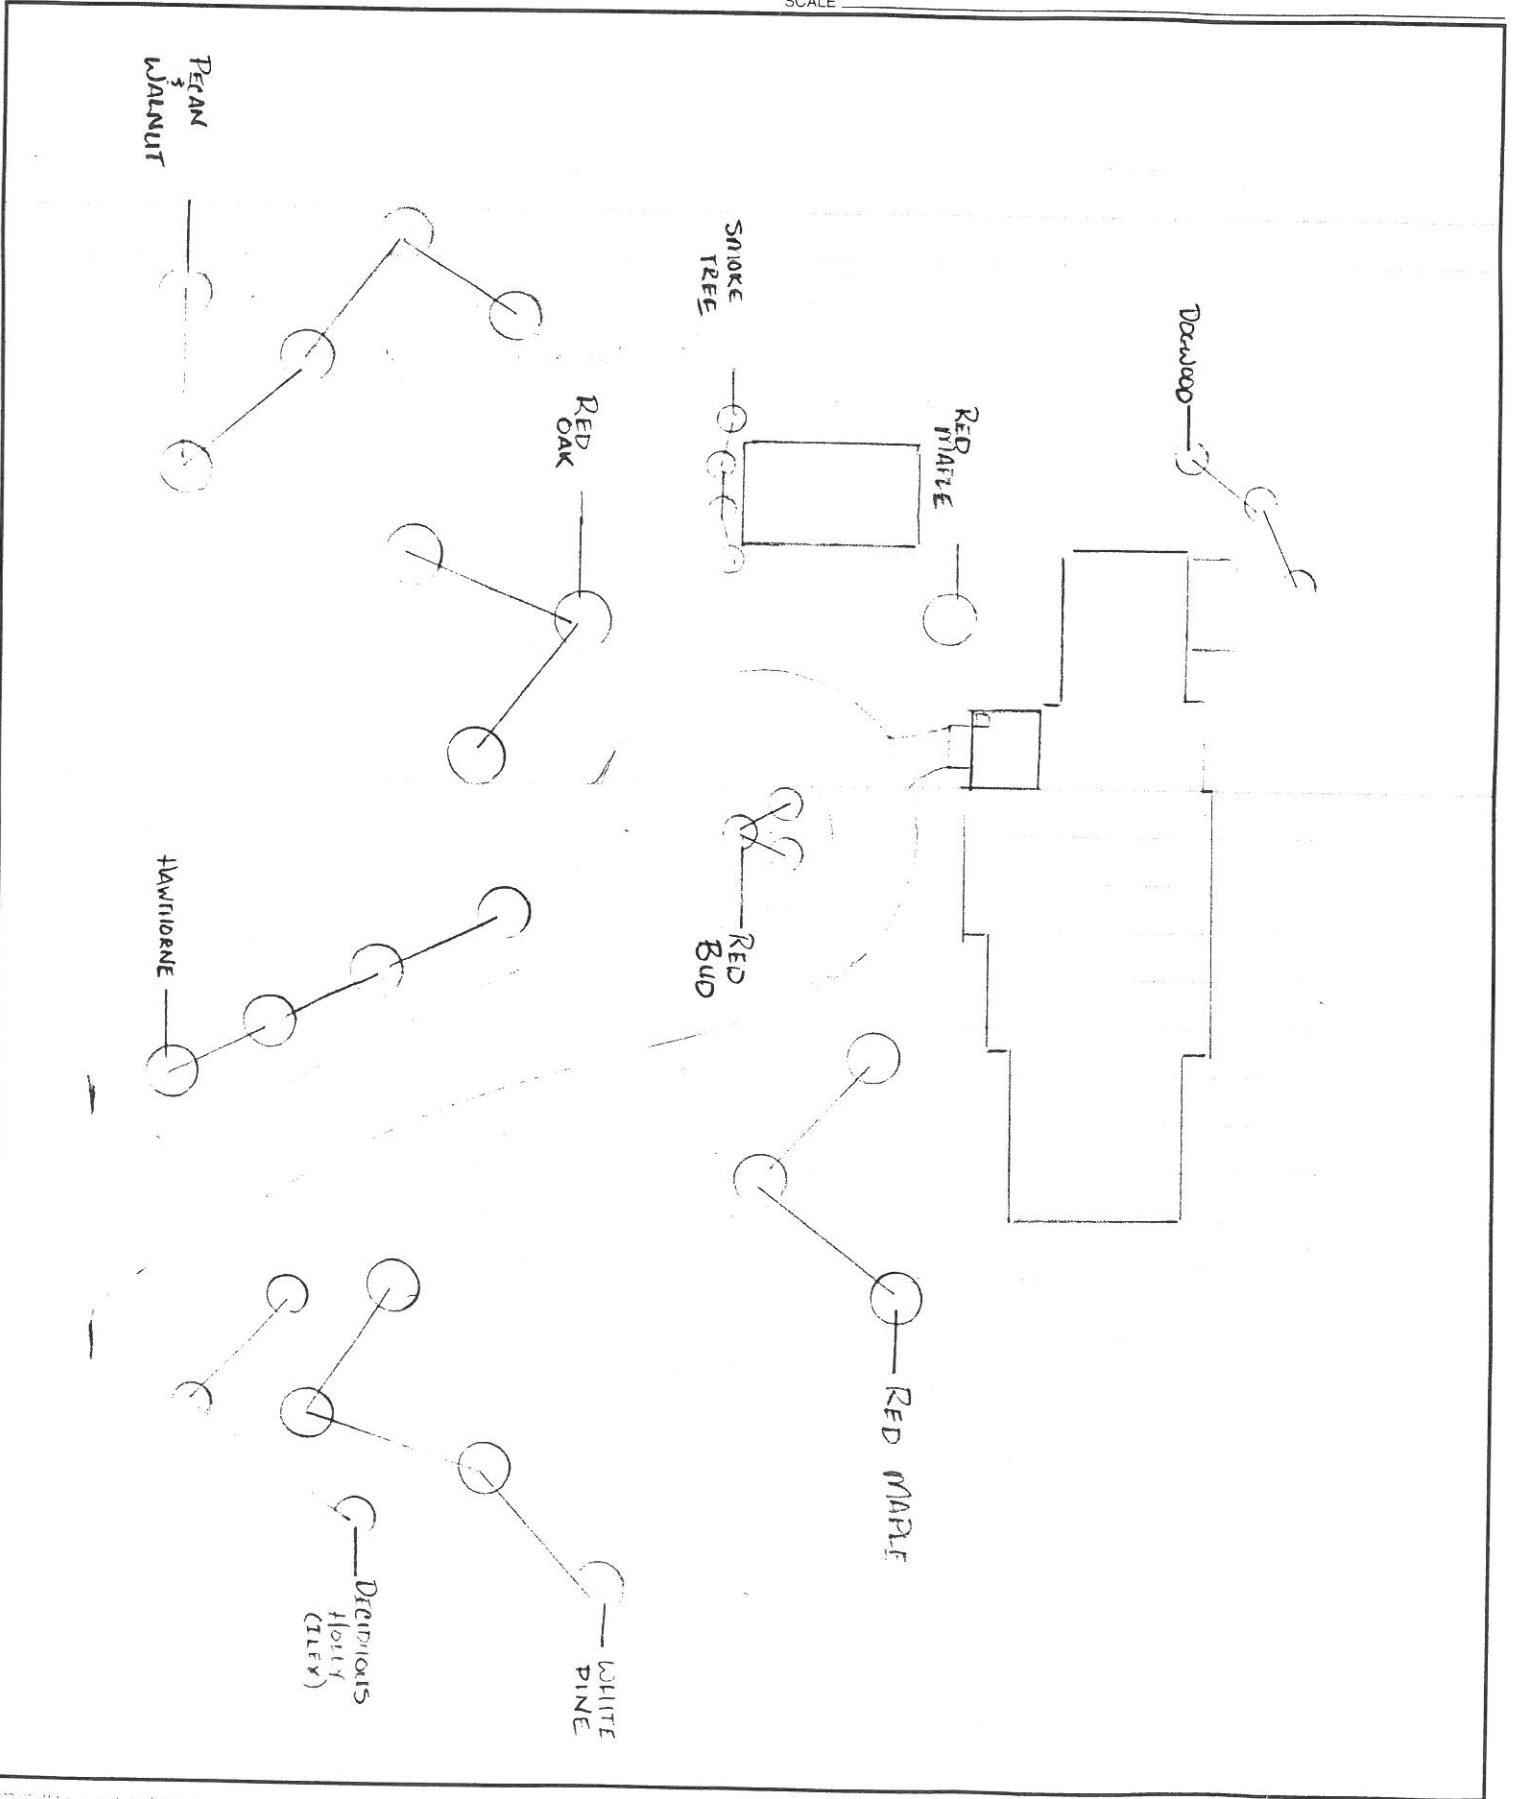 SCALE
PECAN
&
WALNUT
SMOKE
TREE
DOGWOOD
RED
OAK
RED
MAPLE
HAWTHORNE
RED
BUD
RED MAPLE
DECIDIOUS
HOLLY
(ILEX)
WHITE
PINE